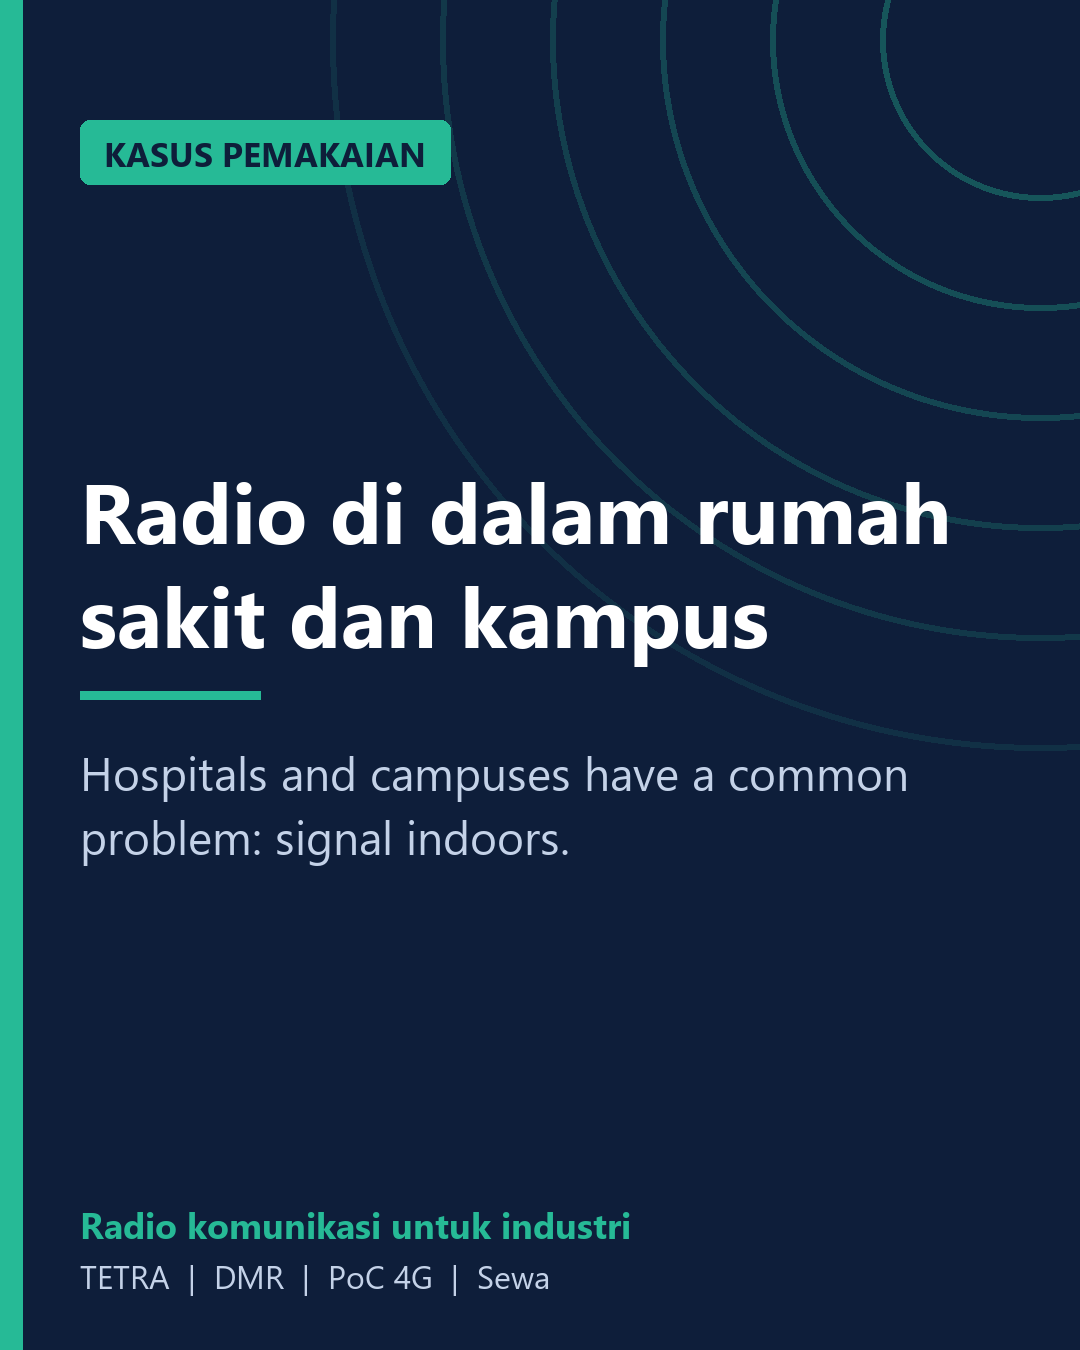 KASUS PEMAKAIAN
Radio di dalam rumah
sakit dan kampus
Hospitals and campuses have a common
problem: signal indoors.
Radio komunikasi untuk industri
TETRA | DMR | PoC 4G | Sewa